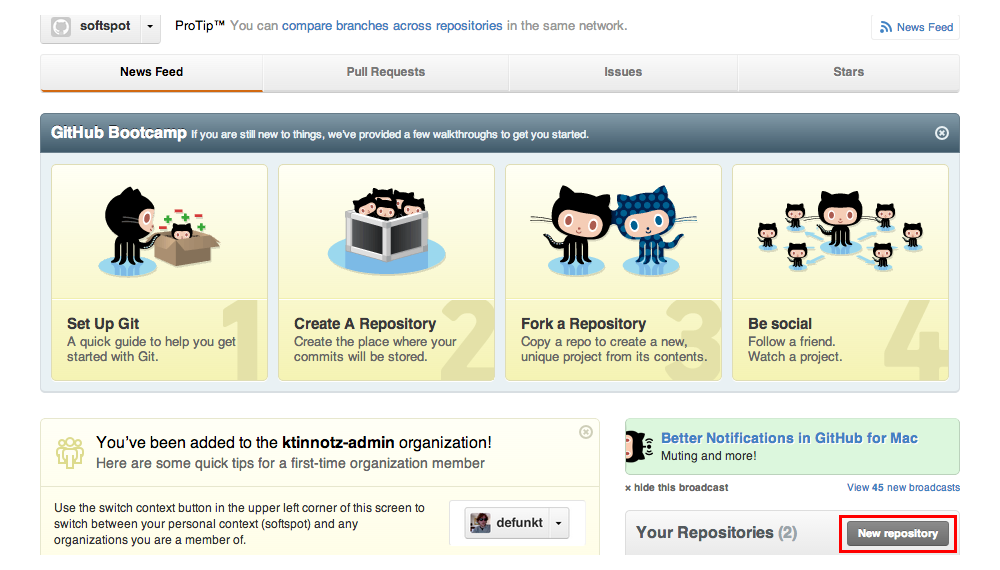 softspot
ProTip™ You can compare branches across repositories in the same network.
News Feed
News Feed
Pull Requests
Issues
Stars
GitHub Bootcamp If you are still new to things, we've provided a few walkthroughs to get you started.
1
Set Up Git
A quick guide to help you get
started with Git.
2
Create A Repository
Create the place where your
commits will be stored.
3
Fork a Repository
Copy a repo to create a new,
unique project from its contents.
4
Be social
Follow a friend.
Watch a project.
You've been added to the ktinnotz-admin organization!
Here are some quick tips for a first-time organization member
Use the switch context button in the upper left corner of this screen to
switch between your personal context (softspot) and any
organizations you are a member of.
defunkt
Better Notifications in GitHub for Mac
Muting and more!
× hide this broadcast
View 45 new broadcasts
Your Repositories (2)
New repository